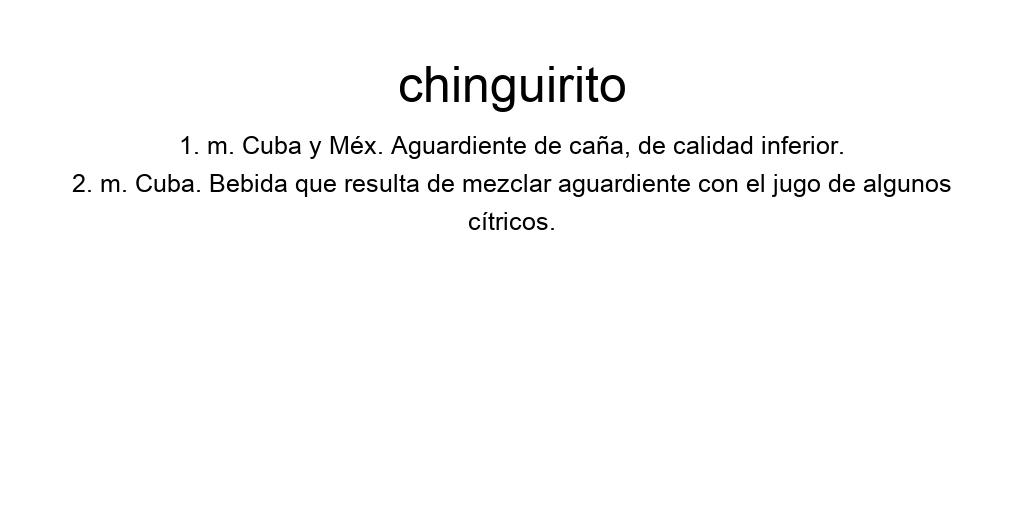 chinguirito
1. m. Cuba y Méx. Aguardiente de caña, de calidad inferior.
2. m. Cuba. Bebida que resulta de mezclar aguardiente con el jugo de algunos
cítricos.